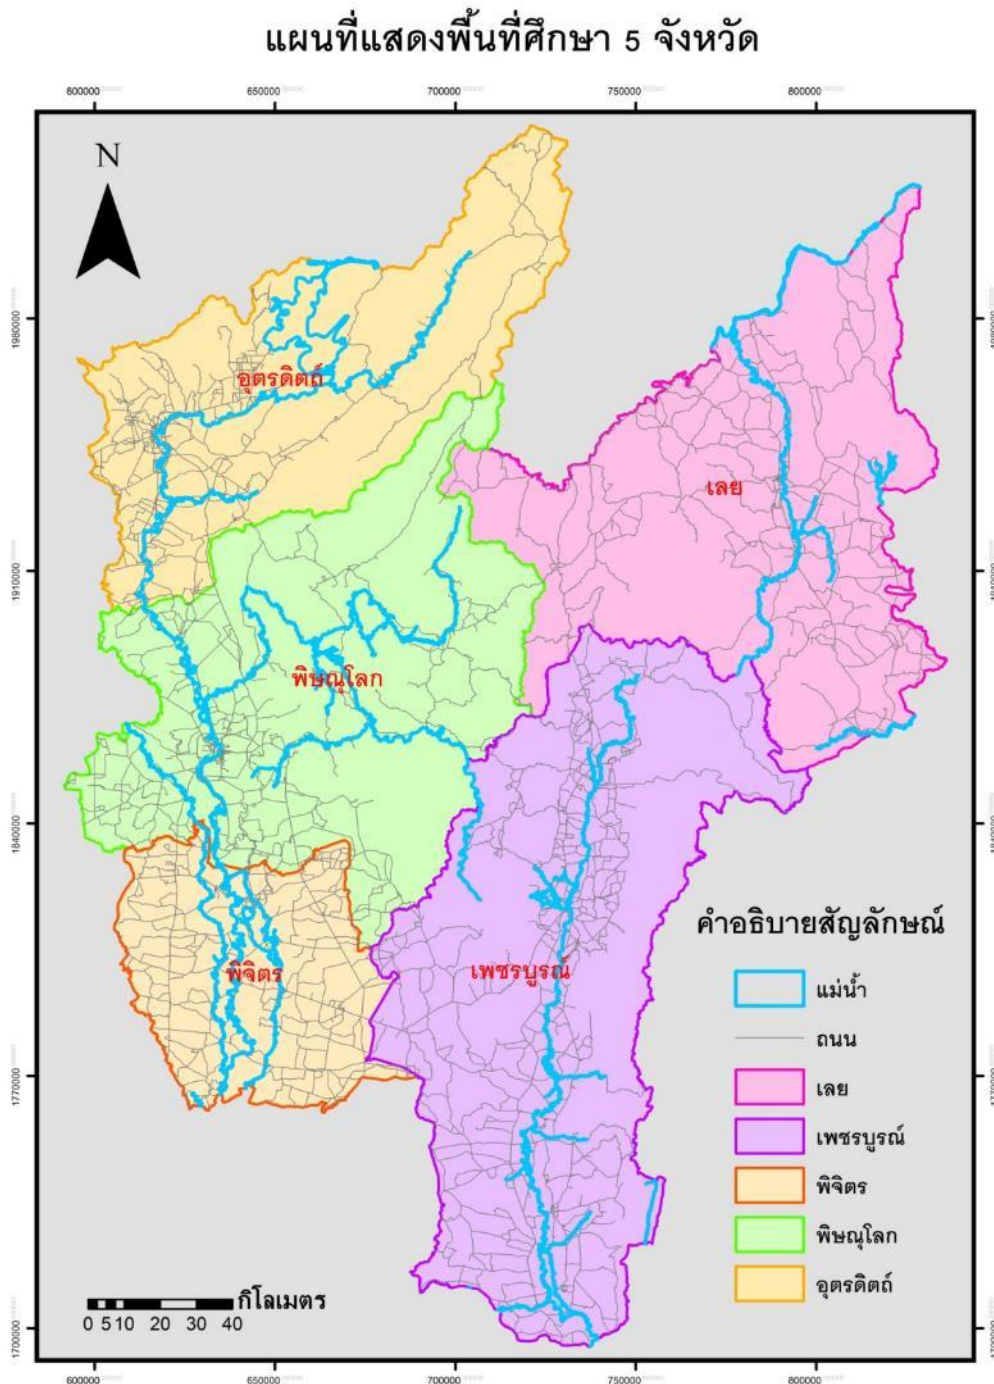 แผนที่แสดงพื้นที่ศึกษา 5 จังหวัด
600000 650000 700000 750000 800000
N
1980000
1910000
1840000
1770000
1700000
อุตรดิตถ์
เลย
พิษณุโลก
พิจิตร
เพชรบูรณ์
คำอธิบายสัญลักษณ์
แม่น้ำ
ถนน
เลย
เพชรบูรณ์
พิจิตร
พิษณุโลก
อุตรดิตถ์
กิโลเมตร
0 5 10 20 30 40
1980000
1910000
1840000
1770000
1700000
600000 650000 700000 750000 800000